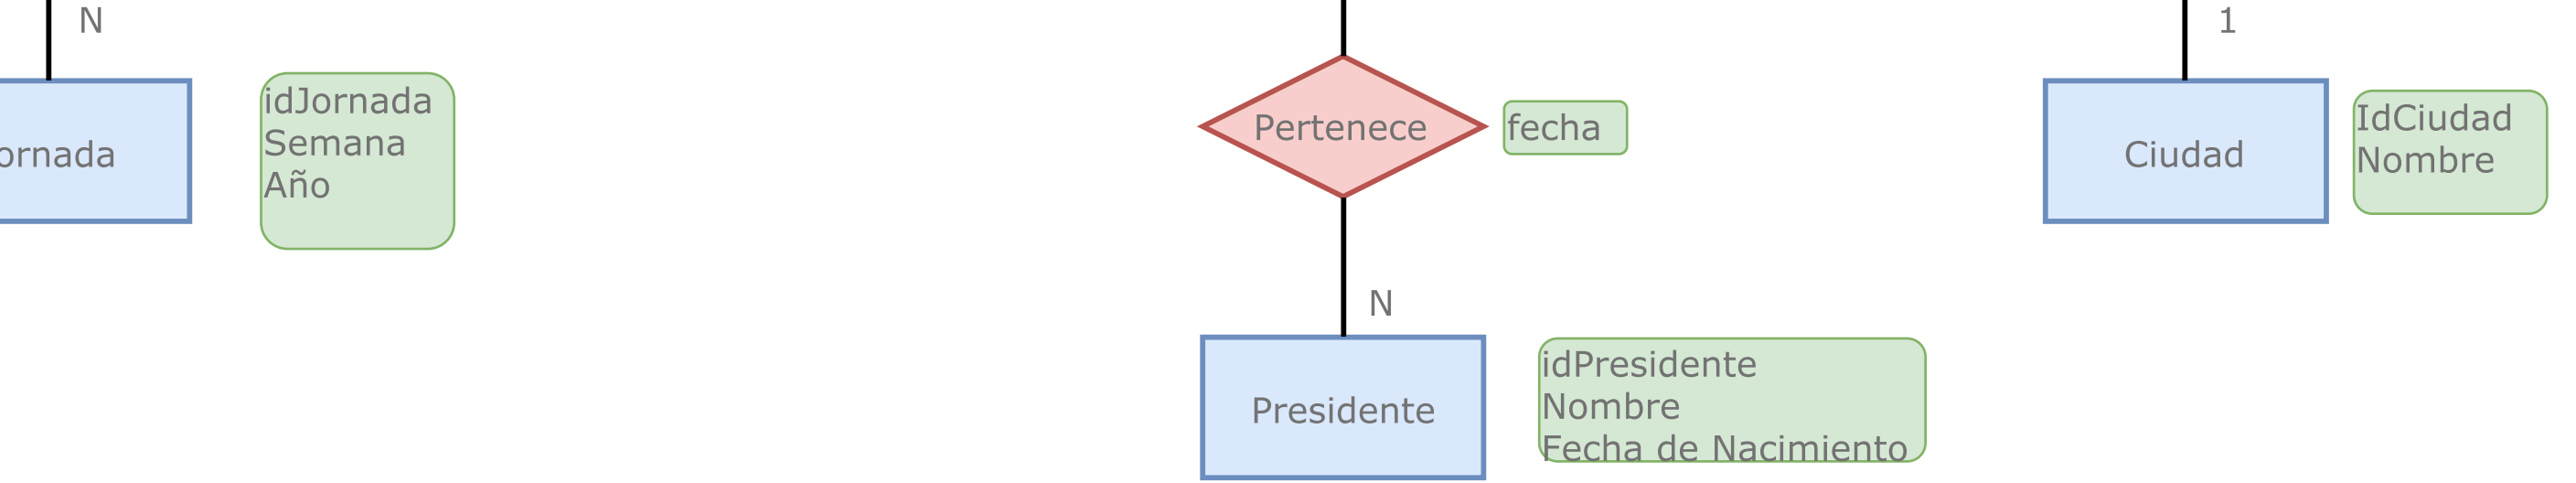 N
1
ornada
idJornada
Semana
Año
Pertenece
fecha
Ciudad
IdCiudad
Nombre
N
Presidente
idPresidente
Nombre
Fecha de Nacimiento